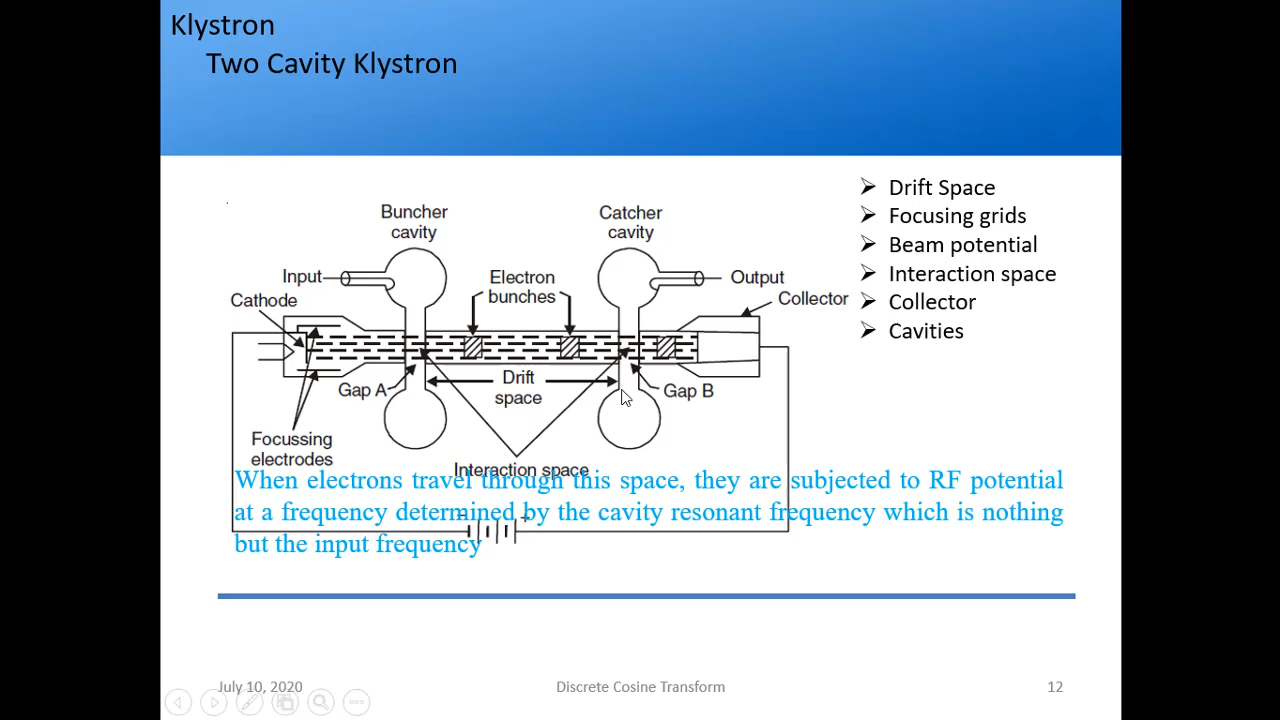 Klystron
Two Cavity Klystron
Buncher
cavity
Catcher
cavity
Input
Electron
bunches
Output
Cathode
Collector
Gap A
Drift
space
Gap B
Focussing
electrodes
Interaction space
➢ Drift Space
➢ Focusing grids
➢ Beam potential
➢ Interaction space
➢ Collector
➢ Cavities
When electrons travel through this space, they are subjected to RF potential
at a frequency determined by the cavity resonant frequency which is nothing
but the input frequency
− +
July 10, 2020
Discrete Cosine Transform
12